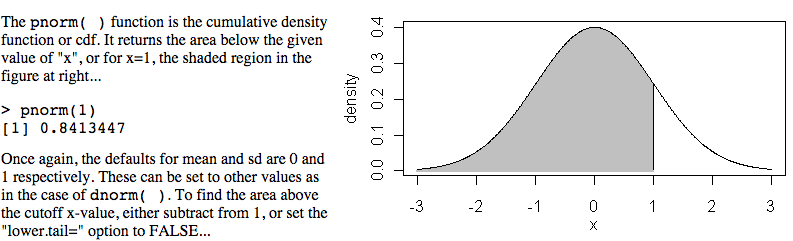 The pnorm( ) function is the cumulative density
function or cdf. It returns the area below the given
value of "x", or for x=1, the shaded region in the
figure at right...
> pnorm(1)
[1] 0.8413447
Once again, the defaults for mean and sd are 0 and
1 respectively. These can be set to other values as
in the case of dnorm( ). To find the area above
the cutoff x-value, either subtract from 1, or set the
"lower.tail=" option to FALSE...
density
0.4
0.3
0.2
0.1
0.0
-3 -2 -1 0 1 2 3
x